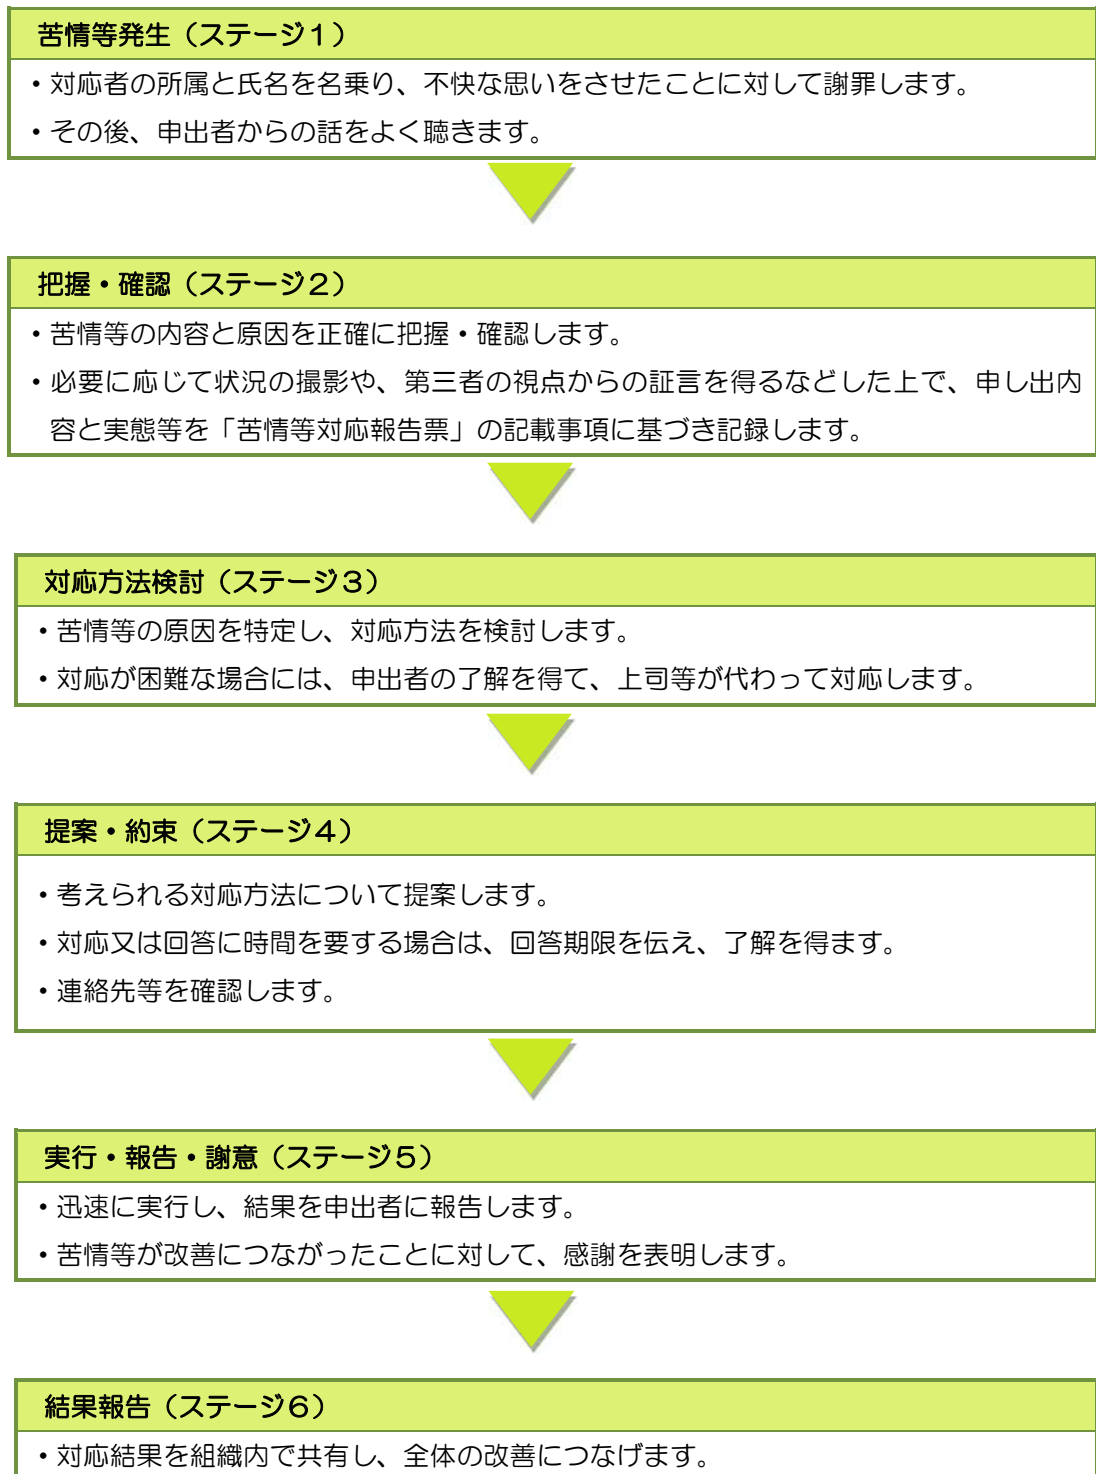 苦情等発生（ステージ１）
・対応者の所属と氏名を名乗り、不快な思いをさせたことに対して謝罪します。
・その後、申出者からの話をよく聴きます。
把握・確認（ステージ２）
・苦情等の内容と原因を正確に把握・確認します。
・必要に応じて状況の撮影や、第三者の視点からの証言を得るなどした上で、申し出内
容と実態等を「苦情等対応報告票」の記載事項に基づき記録します。
対応方法検討（ステージ３）
・苦情等の原因を特定し、対応方法を検討します。
・対応が困難な場合には、申出者の了解を得て、上司等が代わって対応します。
提案・約束（ステージ４）
・考えられる対応方法について提案します。
・対応又は回答に時間を要する場合は、回答期限を伝え、了解を得ます。
・連絡先等を確認します。
実行・報告・謝意（ステージ５）
・迅速に実行し、結果を申出者に報告します。
・苦情等が改善につながったことに対して、感謝を表明します。
結果報告（ステージ６）
・対応結果を組織内で共有し、全体の改善につなげます。